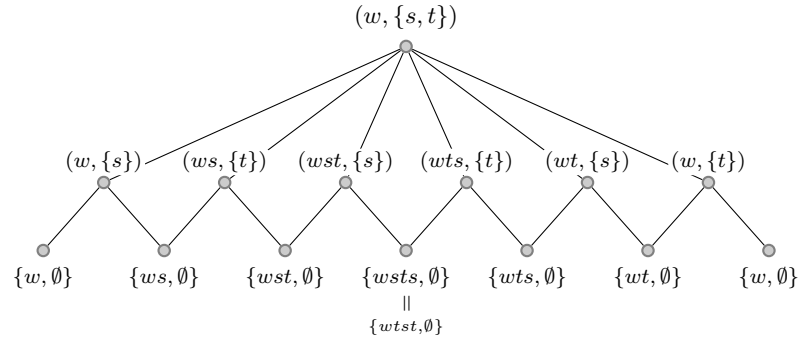 (w, {s, t})
(w, {s}) (ws, {t}) (wst, {s}) (wts, {t}) (wt, {s}) (w, {t})
{w, ∅} {ws, ∅} {wst, ∅} {wsts, ∅} {wts, ∅} {wt, ∅} {w, ∅}
||
{wtst,∅}